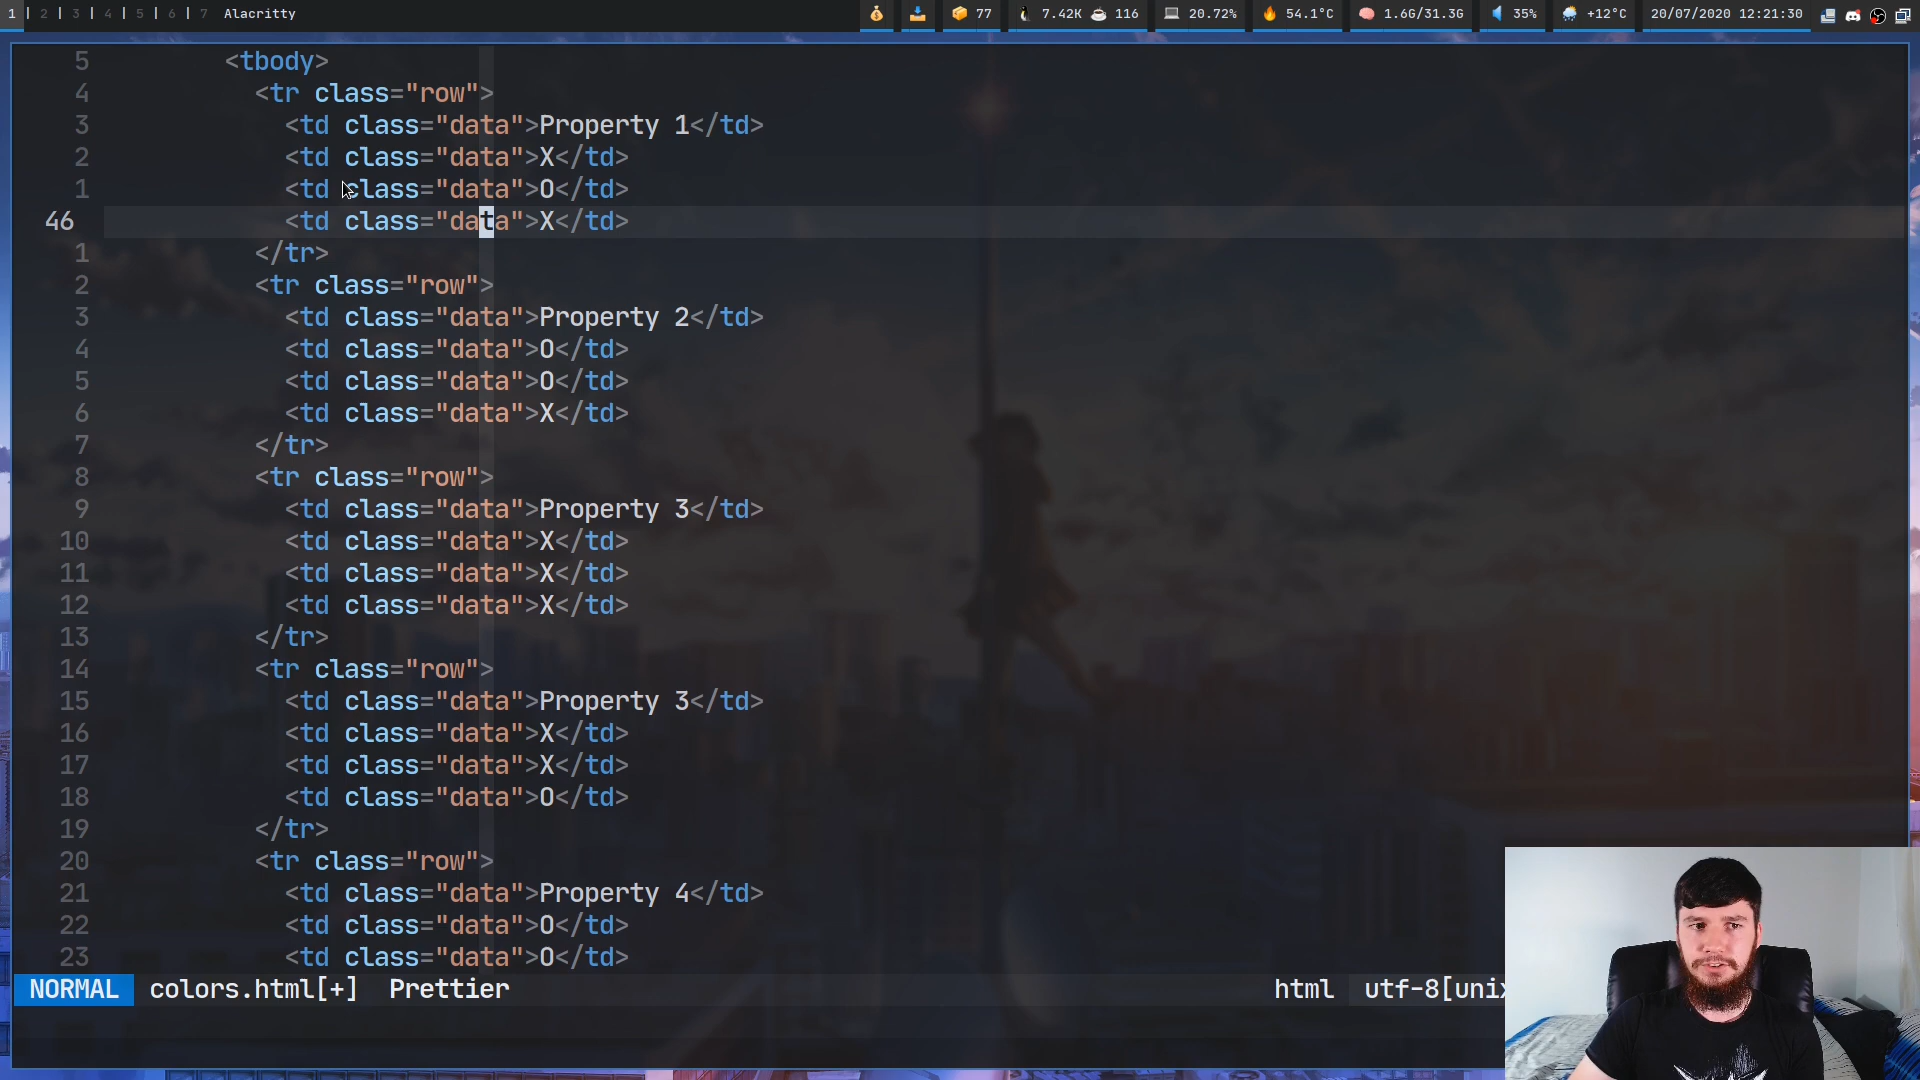 1 | 2 | 3 | 4 | 5 | 6 | 7 Alacritty 77 7.42K 116 20.72% 54.1°C 1.6G/31.3G 35% +12°C 20/07/2020 12:21:30
5 <tbody>
4 <tr class="row">
3 <td class="data">Property 1</td>
2 <td class="data">X</td>
1 <td class="data">O</td>
46 <td class="data">X</td>
1 </tr>
2 <tr class="row">
3 <td class="data">Property 2</td>
4 <td class="data">O</td>
5 <td class="data">O</td>
6 <td class="data">X</td>
7 </tr>
8 <tr class="row">
9 <td class="data">Property 3</td>
10 <td class="data">X</td>
11 <td class="data">X</td>
12 <td class="data">X</td>
13 </tr>
14 <tr class="row">
15 <td class="data">Property 3</td>
16 <td class="data">X</td>
17 <td class="data">X</td>
18 <td class="data">O</td>
19 </tr>
20 <tr class="row">
21 <td class="data">Property 4</td>
22 <td class="data">O</td>
23 <td class="data">O</td>
NORMAL colors.html[+] Prettier html utf-8[unix